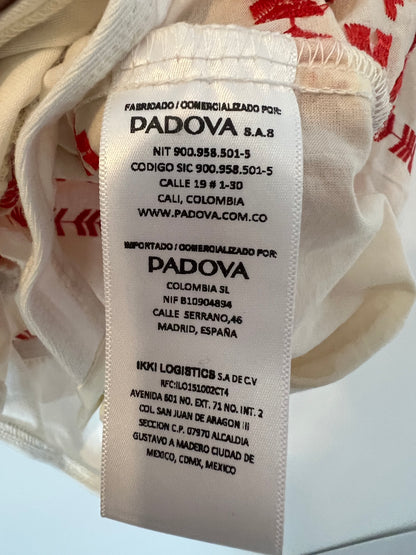 FABRICADO / COMERCIALIZADO POR:
PADOVA S.A.S
NIT 900.958.501-5
CODIGO SIC 900.958.501-5
CALLE 19 # 1-30
CALI, COLOMBIA
WWW.PADOVA.COM.CO
IMPORTADO / COMERCIALIZADO POR:
PADOVA
COLOMBIA SL
NIF B10904894
CALLE SERRANO,46
MADRID, ESPAÑA
IKKI LOGISTICS S.A DE C.V
RFC:ILO151002CT4
AVENIDA 601 NO. EXT. 71 NO. INT. 2
COL. SAN JUAN DE ARAGON III
SECCION C.P. 07970 ALCALDIA
GUSTAVO A MADERO CIUDAD DE
MEXICO, CDMX, MEXICO